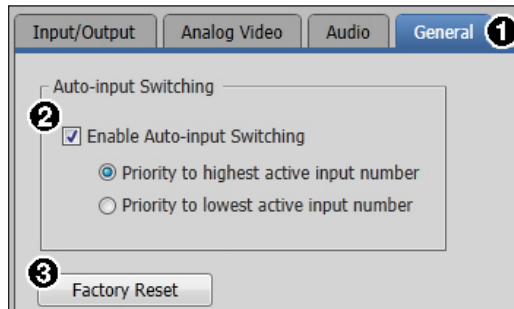 Input/Output Analog Video Audio General 1
Auto-input Switching
2
Enable Auto-input Switching
Priority to highest active input number
Priority to lowest active input number
3
Factory Reset